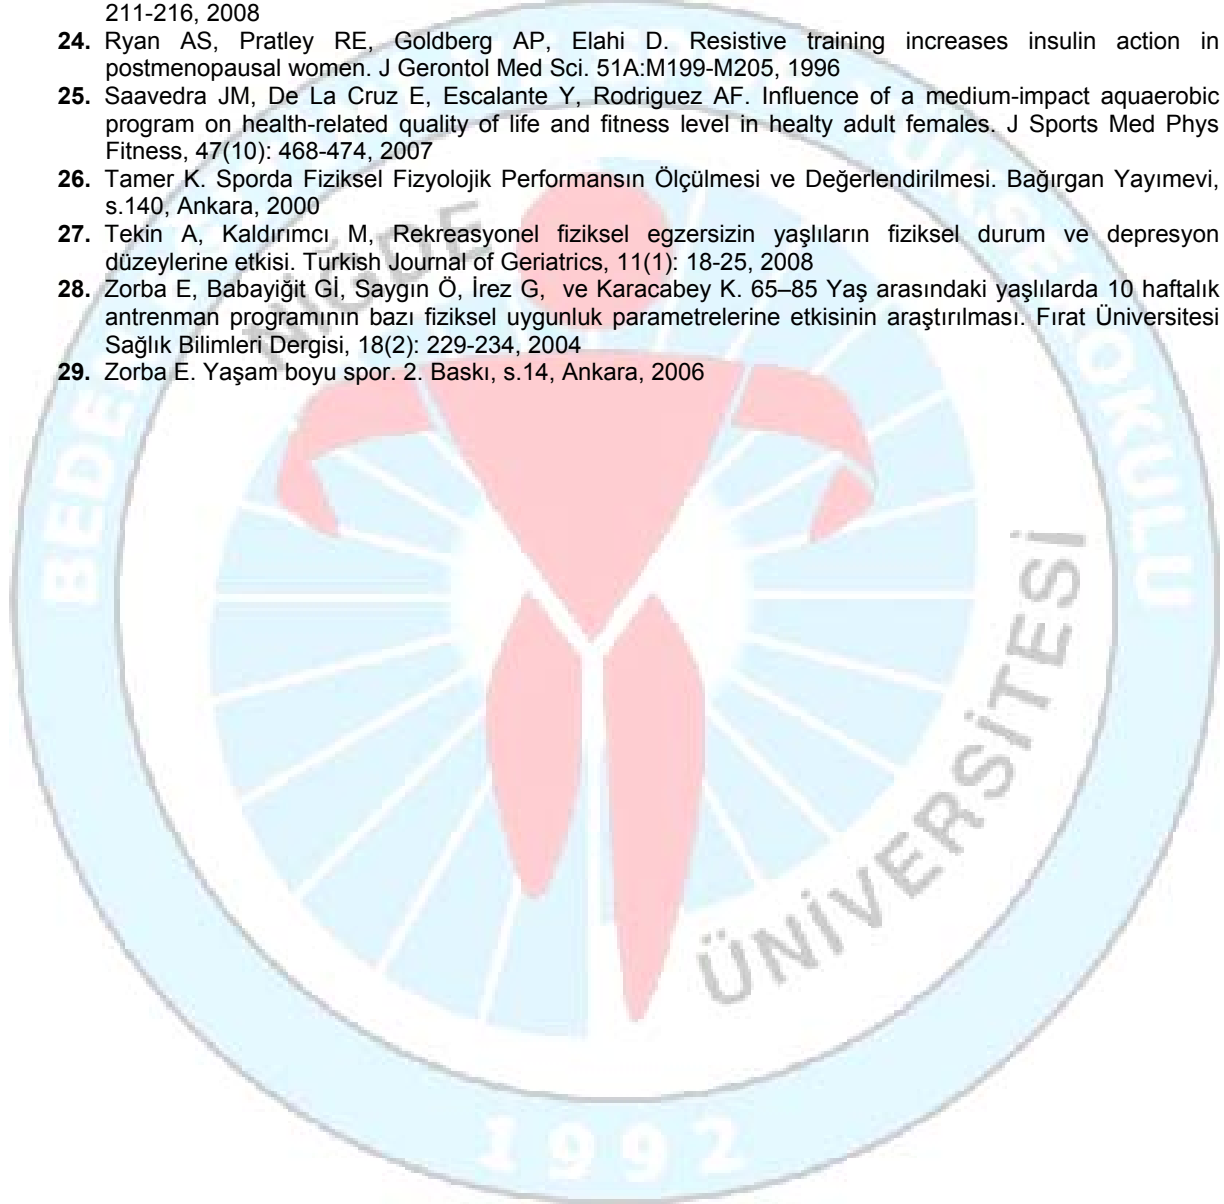 211-216, 2008
24. Ryan AS, Pratley RE, Goldberg AP, Elahi D. Resistive training increases insulin action in
postmenopausal women. J Gerontol Med Sci. 51A:M199-M205, 1996
25. Saavedra JM, De La Cruz E, Escalante Y, Rodriguez AF. Influence of a medium-impact aquaerobic
program on health-related quality of life and fitness level in healty adult females. J Sports Med Phys
Fitness, 47(10): 468-474, 2007
26. Tamer K. Sporda Fiziksel Fizyolojik Performansın Ölçülmesi ve Değerlendirilmesi. Bağırgan Yayımevi,
s.140, Ankara, 2000
27. Tekin A, Kaldırımcı M, Rekreasyonel fiziksel egzersizin yaşlıların fiziksel durum ve depresyon
düzeylerine etkisi. Turkish Journal of Geriatrics, 11(1): 18-25, 2008
28. Zorba E, Babayiğit Gİ, Saygın Ö, İrez G, ve Karacabey K. 65–85 Yaş arasındaki yaşlılarda 10 haftalık
antrenman programının bazı fiziksel uygunluk parametrelerine etkisinin araştırılması. Fırat Üniversitesi
Sağlık Bilimleri Dergisi, 18(2): 229-234, 2004
29. Zorba E. Yaşam boyu spor. 2. Baskı, s.14, Ankara, 2006
NİĞDE
ÜNİVERSİTESİ
1992